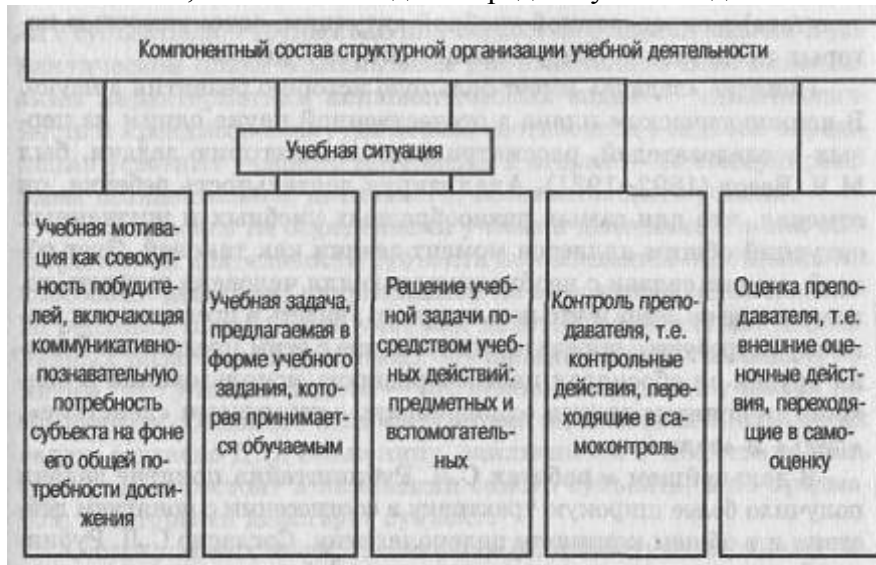 Компонентный состав структурной организации учебной деятельности
Учебная ситуация
Учебная мотива-
ция как совокуп-
ность побудите-
лей, включающая
коммуникативно-
познавательную
потребность
субъекта на фоне
его общей по-
требности дости-
жения
Учебная задача,
предлагаемая в
форме учебного
задания, кото-
рая принимает-
ся обучаемым
Решение учеб-
ной задачи по-
средством учеб-
ных действий:
предметных и
вспомогатель-
ных
Контроль препо-
давателя, т.е.
контрольные
действия, пере-
ходящие в са-
моконтроль
Оценка препо-
давателя, т.е.
внешние оце-
ночные дейст-
вия, переходя-
щие в само-
оценку